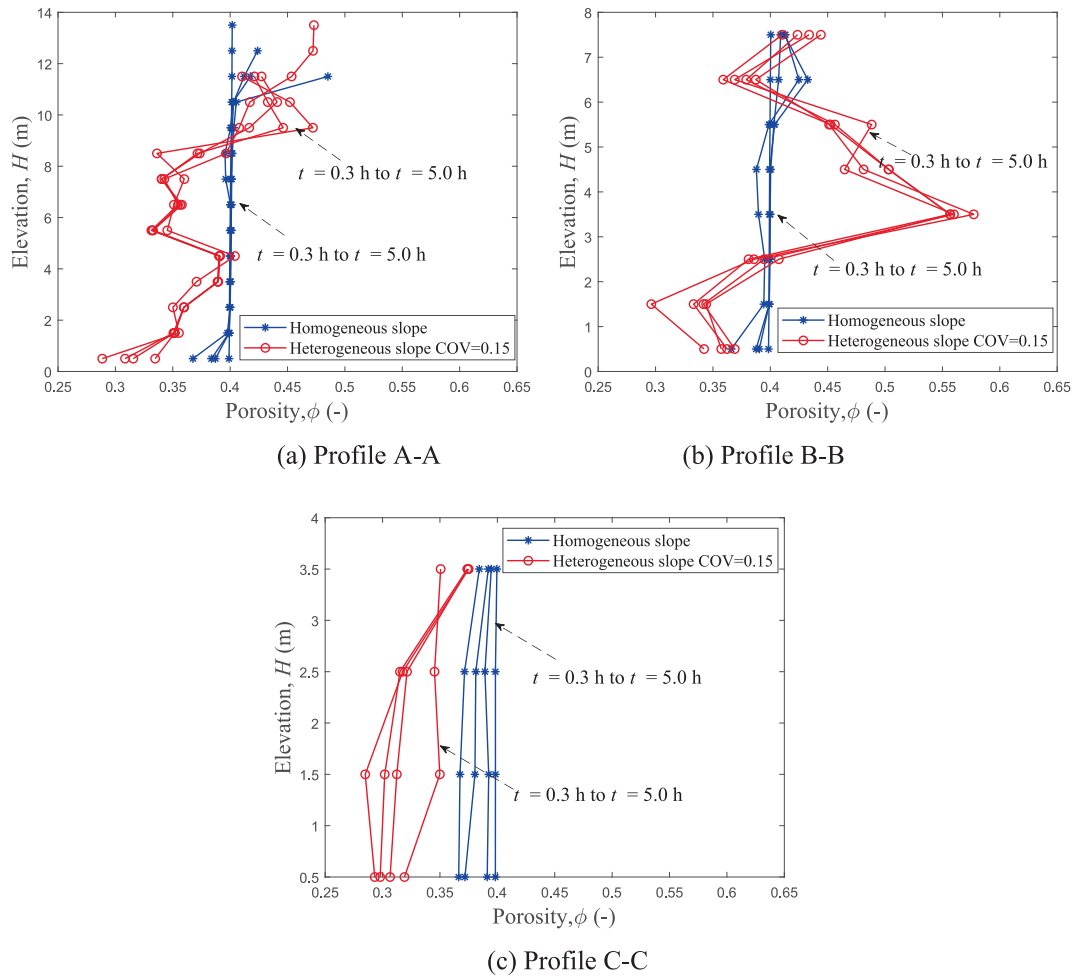 14
12
10
8
6
4
2
0
Elevation, H (m)
t = 0.3 h to t = 5.0 h
t = 0.3 h to t = 5.0 h
Homogeneous slope
Heterogeneous slope COV=0.15
0.25 0.3 0.35 0.4 0.45 0.5 0.55 0.6 0.65
Porosity,ϕ (-)
(a) Profile A-A
8
7
6
5
4
3
2
1
0
Elevation, H (m)
t = 0.3 h to t = 5.0 h
t = 0.3 h to t = 5.0 h
Homogeneous slope
Heterogeneous slope COV=0.15
0.25 0.3 0.35 0.4 0.45 0.5 0.55 0.6 0.65
Porosity,ϕ (-)
(b) Profile B-B
4
3.5
3
2.5
2
1.5
1
0.5
Elevation, H (m)
Homogeneous slope
Heterogeneous slope COV=0.15
t = 0.3 h to t = 5.0 h
t = 0.3 h to t = 5.0 h
0.25 0.3 0.35 0.4 0.45 0.5 0.55 0.6 0.65
Porosity,ϕ (-)
(c) Profile C-C